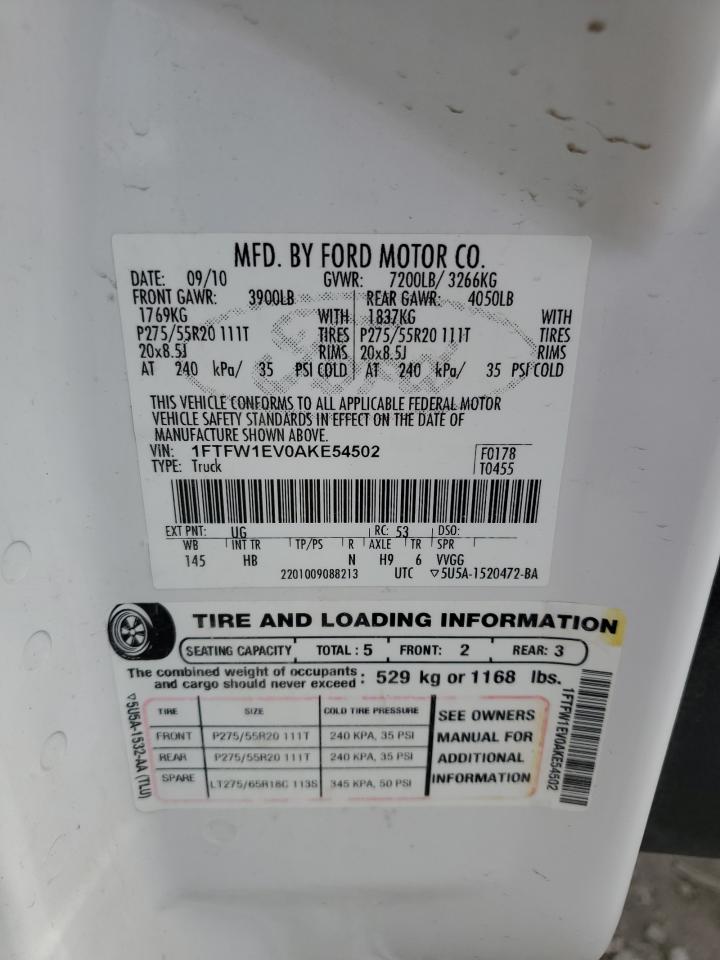 MFD. BY FORD MOTOR CO.
DATE: 09/10 GVWR: 7200LB/ 3266KG
FRONT GAWR: 3900LB REAR GAWR: 4050LB
1769KG WITH 1837KG WITH
P275/55R20 111T TIRES P275/55R20 111T TIRES
20x8.5J RIMS 20x8.5J RIMS
AT 240 kPa/ 35 PSI COLD AT 240 kPa/ 35 PSI COLD
THIS VEHICLE CONFORMS TO ALL APPLICABLE FEDERAL MOTOR
VEHICLE SAFETY STANDARDS IN EFFECT ON THE DATE OF
MANUFACTURE SHOWN ABOVE.
VIN: 1FTFW1EV0AKE54502 F0178
TYPE: Truck T0455
EXT PNT: UG RC: 53 DSO:
WB INT TR TP/PS R AXLE TR SPR
145 HB N H9 6 VVGG
2201009088213 UTC ▽5U5A-1520472-BA
TIRE AND LOADING INFORMATION
SEATING CAPACITY TOTAL : 5 FRONT: 2 REAR: 3
The combined weight of occupants
and cargo should never exceed : 529 kg or 1168 lbs.
TIRE SIZE COLD TIRE PRESSURE
FRONT P275/55R20 111T 240 KPA, 35 PSI
REAR P275/55R20 111T 240 KPA, 35 PSI
SPARE LT275/65R18C 113S 345 KPA, 50 PSI
SEE OWNERS
MANUAL FOR
ADDITIONAL
INFORMATION
▽5U5A-1532-AA (TLU)
1FTFW1EV0AKE54502